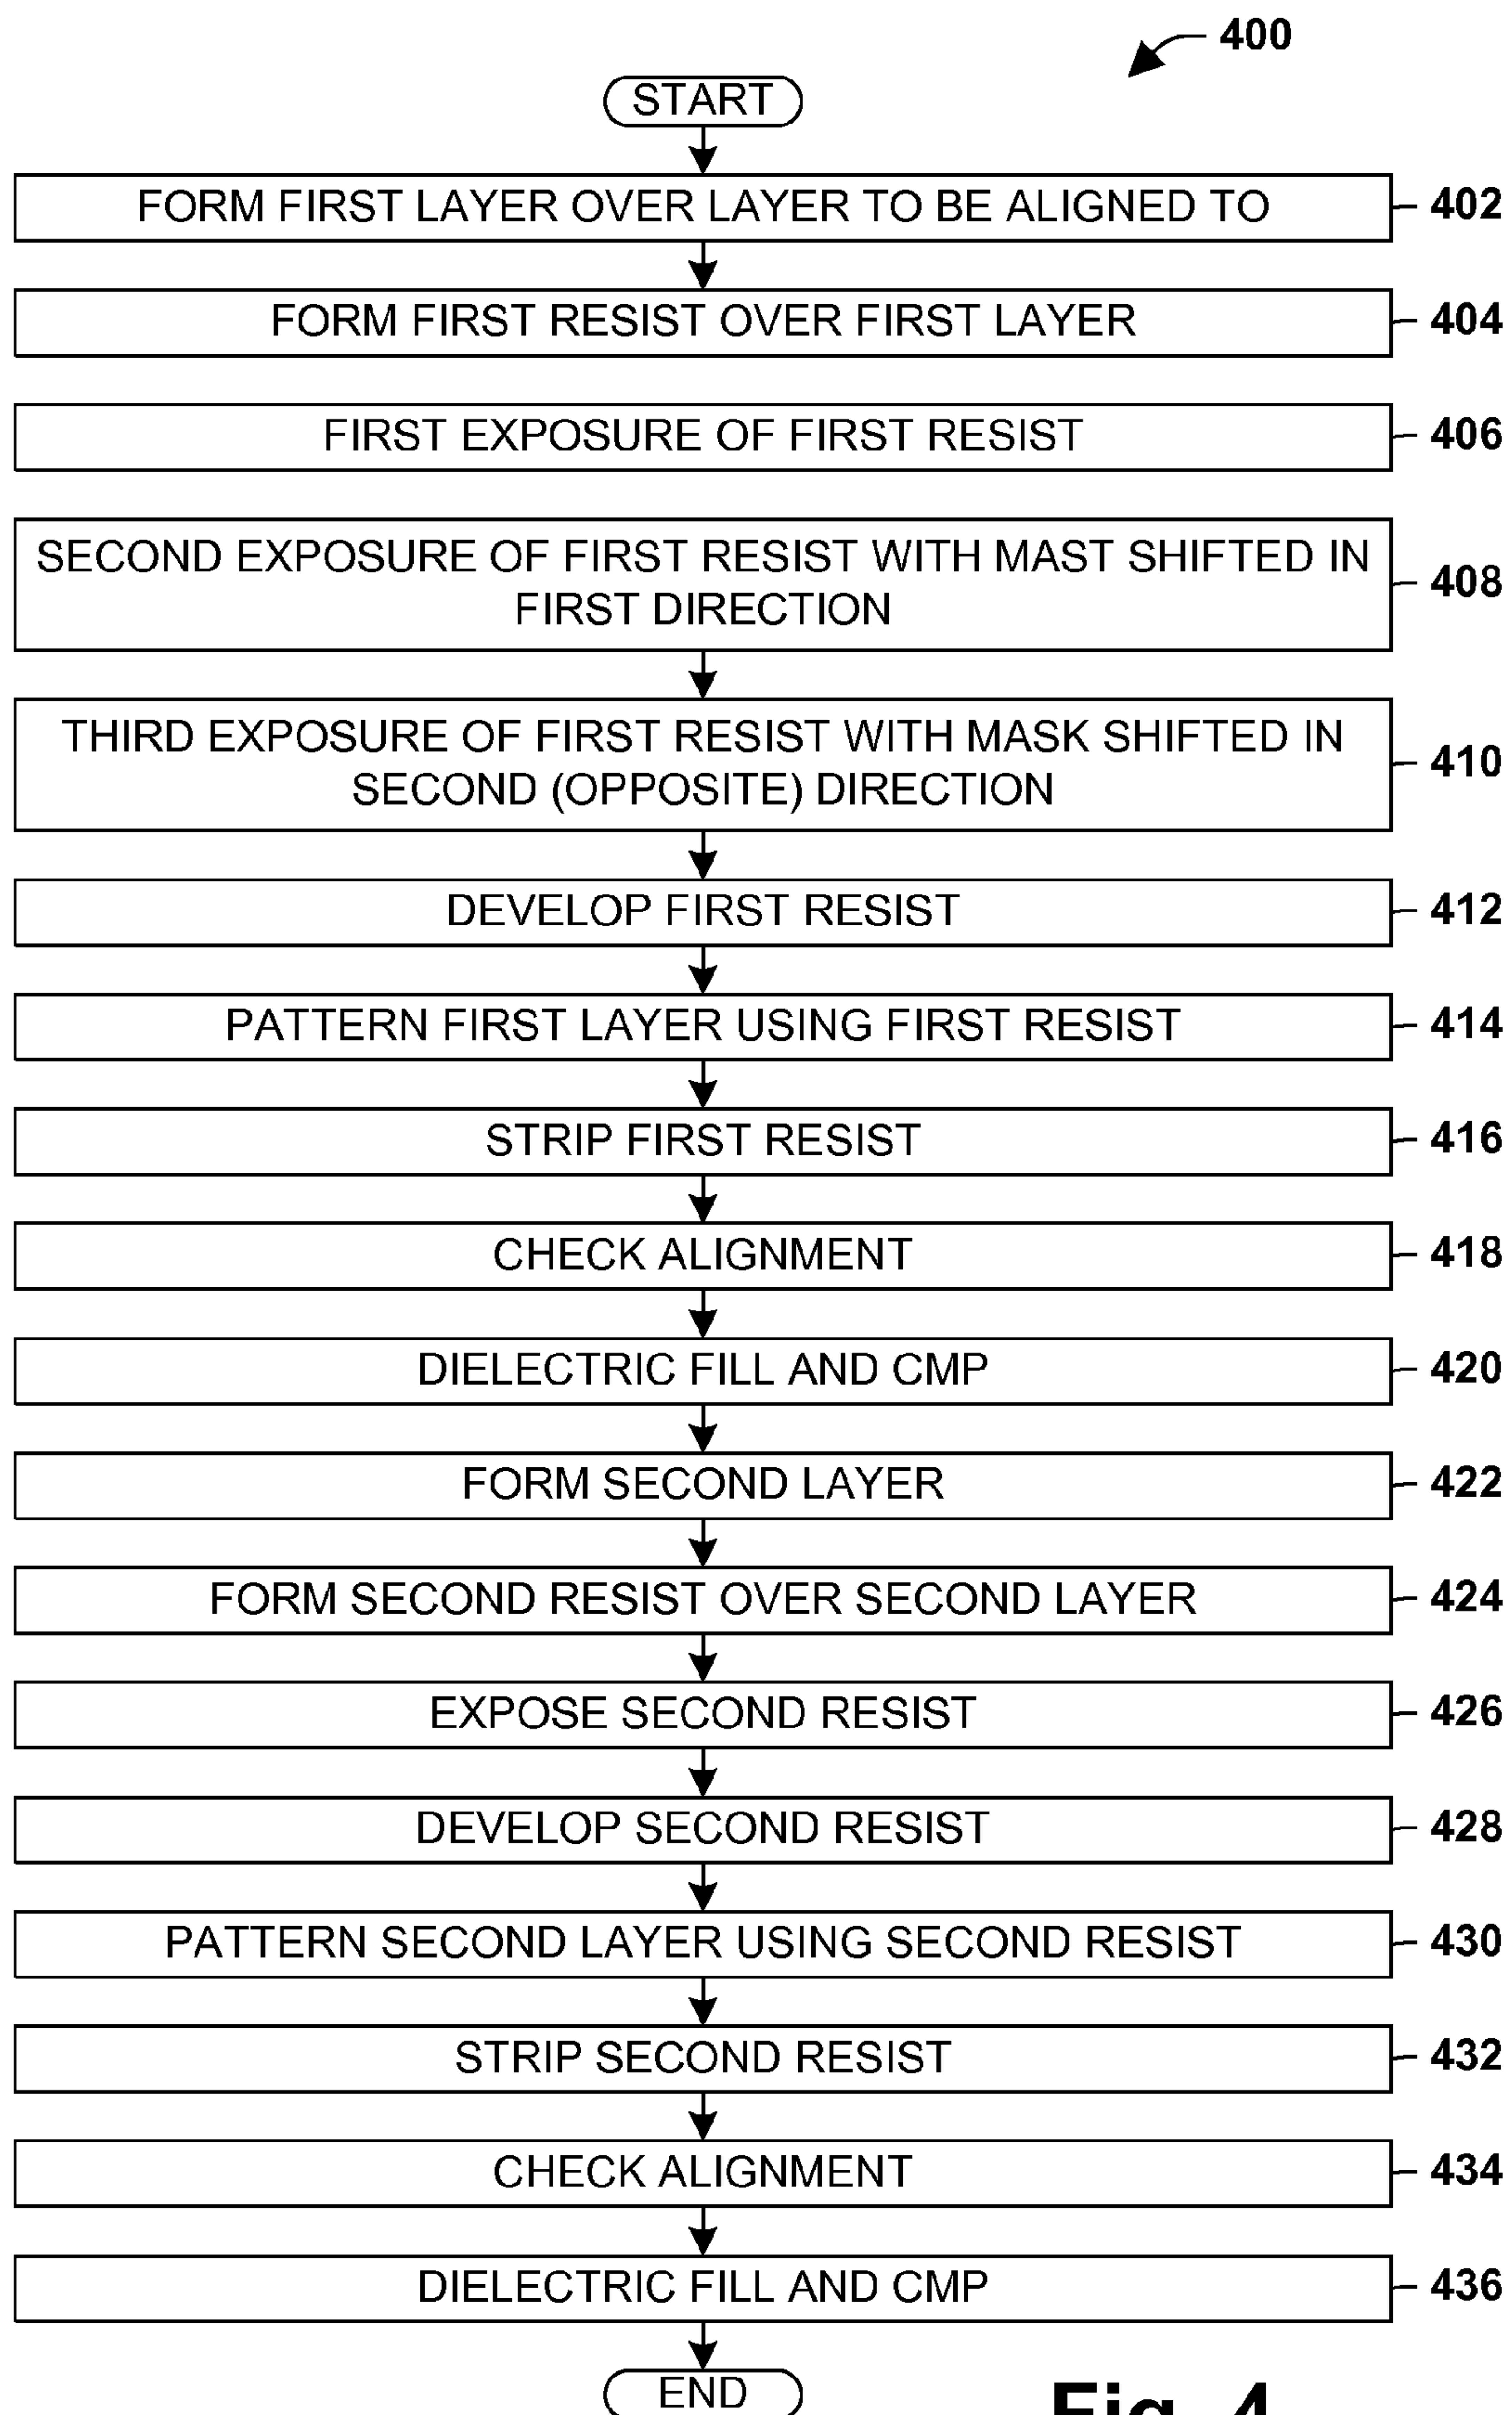 400
START
FORM FIRST LAYER OVER LAYER TO BE ALIGNED TO
402
FORM FIRST RESIST OVER FIRST LAYER
404
FIRST EXPOSURE OF FIRST RESIST
406
SECOND EXPOSURE OF FIRST RESIST WITH MAST SHIFTED IN
FIRST DIRECTION
408
THIRD EXPOSURE OF FIRST RESIST WITH MASK SHIFTED IN
SECOND (OPPOSITE) DIRECTION
410
DEVELOP FIRST RESIST
412
PATTERN FIRST LAYER USING FIRST RESIST
414
STRIP FIRST RESIST
416
CHECK ALIGNMENT
418
DIELECTRIC FILL AND CMP
420
FORM SECOND LAYER
422
FORM SECOND RESIST OVER SECOND LAYER
424
EXPOSE SECOND RESIST
426
DEVELOP SECOND RESIST
428
PATTERN SECOND LAYER USING SECOND RESIST
430
STRIP SECOND RESIST
432
CHECK ALIGNMENT
434
DIELECTRIC FILL AND CMP
436
END
Fig. 4